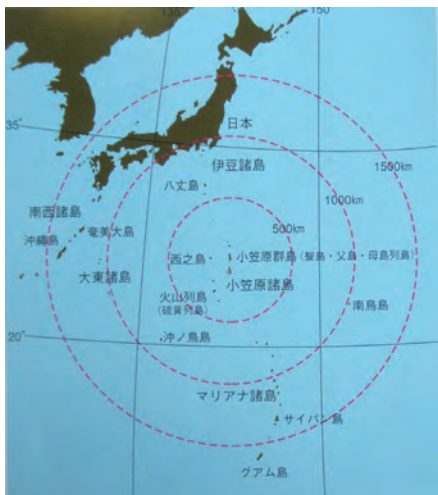 135°
150°
日本
35°
伊豆諸島
1500km
八丈島
1000km
南西諸島
500km
奄美大島
沖縄島
西之島
小笠原群島(聟島・父島・母島列島)
大東諸島
小笠原諸島
火山列島
(硫黄列島)
南鳥島
20°
沖ノ鳥島
マリアナ諸島
サイパン島
グアム島